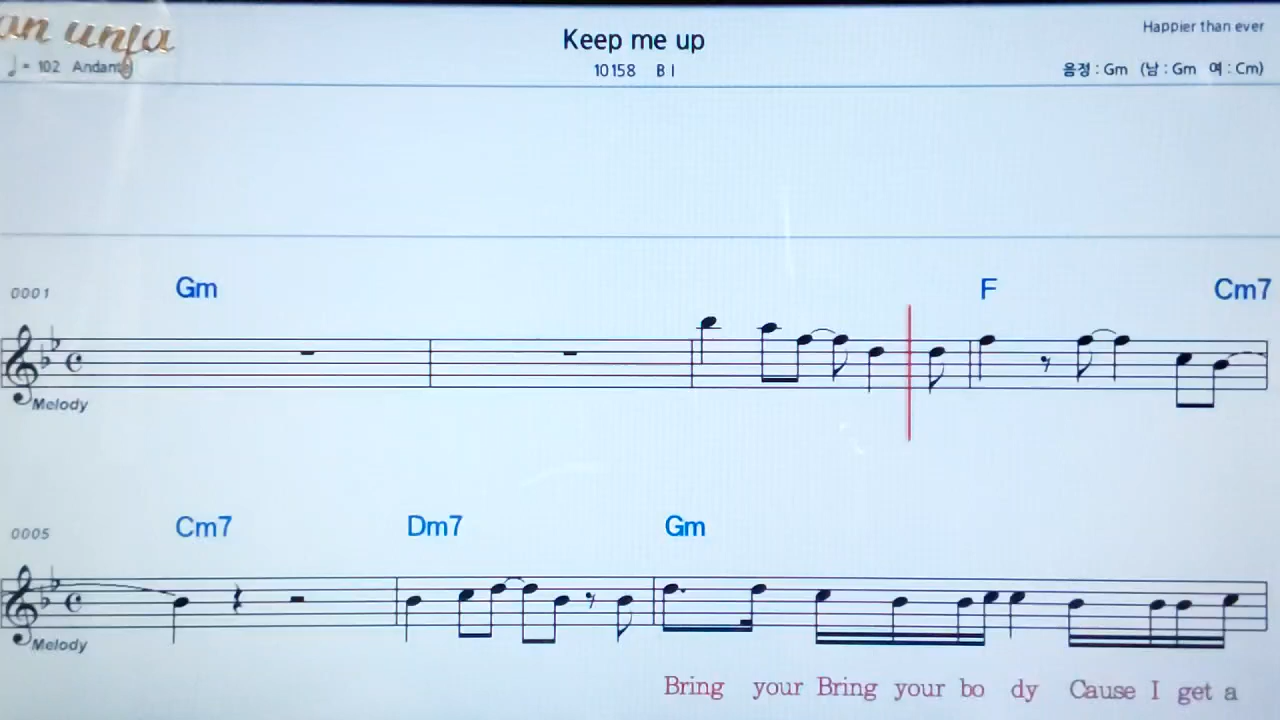 Keep me up
Happier than ever
♩ = 102 Andante
10158 B I
음정 : Gm (남 : Gm 여 : Cm)
0001 Gm F Cm7
Melody
0005 Cm7 Dm7 Gm
Melody
Bring your Bring your bo dy Cause I get a